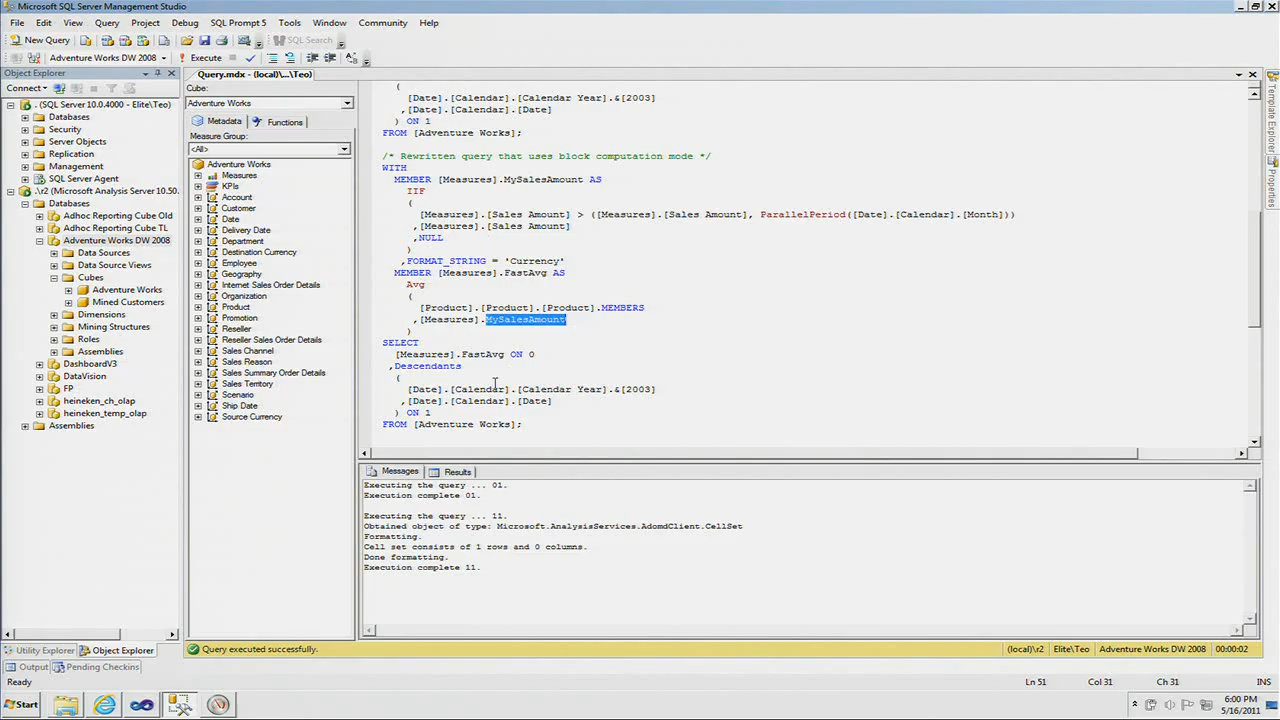 Microsoft SQL Server Management Studio
File Edit View Query Project Debug SQL Prompt 5 Tools Window Community Help
New Query SQL Search
Adventure Works DW 2008 Execute
Object Explorer
Connect
. (SQL Server 10.0.4000 - Elite\Teo)
Databases
Security
Server Objects
Replication
Management
SQL Server Agent
.\r2 (Microsoft Analysis Server 10.50.
Databases
Adhoc Reporting Cube Old
Adhoc Reporting Cube TL
Adventure Works DW 2008
Data Sources
Data Source Views
Cubes
Adventure Works
Mined Customers
Dimensions
Mining Structures
Roles
Assemblies
DashboardV3
DataVision
FP
heineken_ch_olap
heineken_temp_olap
Assemblies
Utility Explorer Object Explorer
Output Pending Checkins
Query.mdx - (local)\...\Teo)
Cube:
Adventure Works
Metadata Functions
Measure Group:
<All>
Adventure Works
Measures
KPIs
Account
Customer
Date
Delivery Date
Department
Destination Currency
Employee
Geography
Internet Sales Order Details
Organization
Product
Promotion
Reseller
Reseller Sales Order Details
Sales Channel
Sales Reason
Sales Summary Order Details
Sales Territory
Scenario
Ship Date
Source Currency
(
[Date].[Calendar].[Calendar Year].&[2003]
,[Date].[Calendar].[Date]
) ON 1
FROM [Adventure Works];
/* Rewritten query that uses block computation mode */
WITH
MEMBER [Measures].MySalesAmount AS
IIF
(
[Measures].[Sales Amount] > ([Measures].[Sales Amount], ParallelPeriod([Date].[Calendar].[Month]))
,[Measures].[Sales Amount]
,NULL
)
,FORMAT_STRING = 'Currency'
MEMBER [Measures].FastAvg AS
Avg
(
[Product].[Product].[Product].MEMBERS
,[Measures].MySalesAmount
)
SELECT
[Measures].FastAvg ON 0
,Descendants
(
[Date].[Calendar].[Calendar Year].&[2003]
,[Date].[Calendar].[Date]
) ON 1
FROM [Adventure Works];
Messages Results
Executing the query ... 01.
Execution complete 01.
Executing the query ... 11.
Obtained object of type: Microsoft.AnalysisServices.AdomdClient.CellSet
Formatting.
Cell set consists of 1 rows and 0 columns.
Done formatting.
Execution complete 11.
Query executed successfully. (local)\r2 Elite\Teo Adventure Works DW 2008 00:00:02
Template Explorer
Properties
Ready Ln 51 Col 31 Ch 31 INS
Start 6:00 PM
5/16/2011